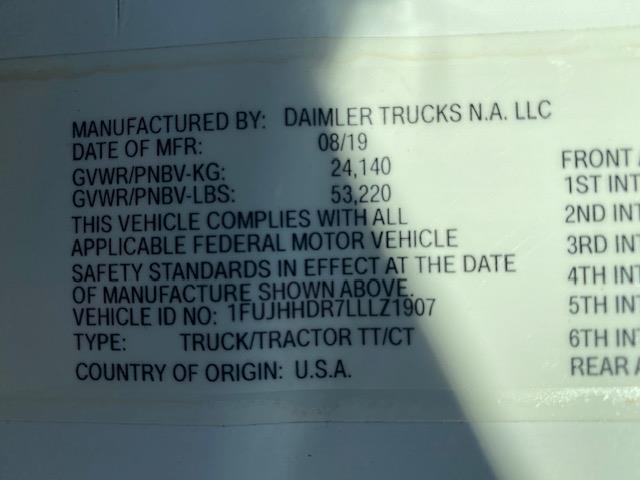 MANUFACTURED BY: DAIMLER TRUCKS N.A. LLC
DATE OF MFR: 08/19
GVWR/PNBV-KG: 24,140
GVWR/PNBV-LBS: 53,220
THIS VEHICLE COMPLIES WITH ALL
APPLICABLE FEDERAL MOTOR VEHICLE
SAFETY STANDARDS IN EFFECT AT THE DATE
OF MANUFACTURE SHOWN ABOVE.
VEHICLE ID NO: 1FUJHHDR7LLLZ1907
TYPE: TRUCK/TRACTOR TT/CT
COUNTRY OF ORIGIN: U.S.A.
FRONT
1ST INT
2ND INT
3RD INT
4TH INT
5TH INT
6TH INT
REAR